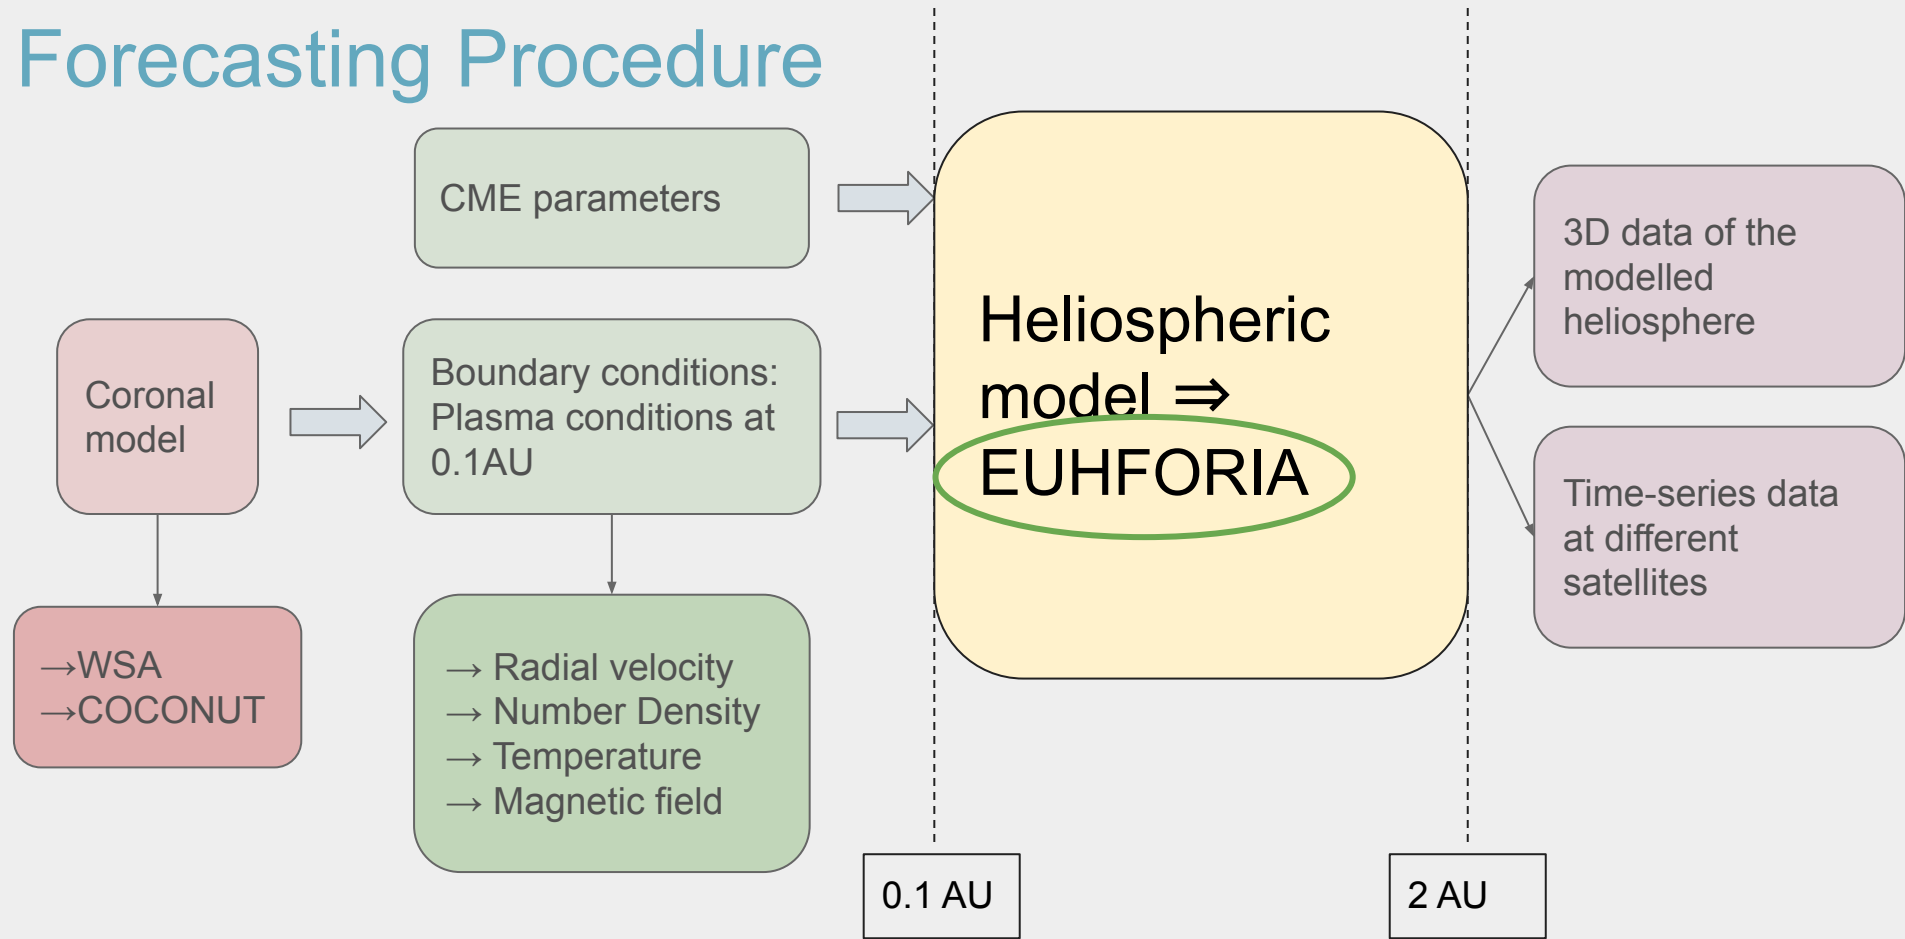 Forecasting Procedure
CME parameters
Coronal
model
Boundary conditions:
Plasma conditions at
0.1AU
→WSA
→COCONUT
→ Radial velocity
→ Number Density
→ Temperature
→ Magnetic field
Heliospheric
model ⇒
EUHFORIA
3D data of the
modelled
heliosphere
Time-series data
at different
satellites
0.1 AU
2 AU